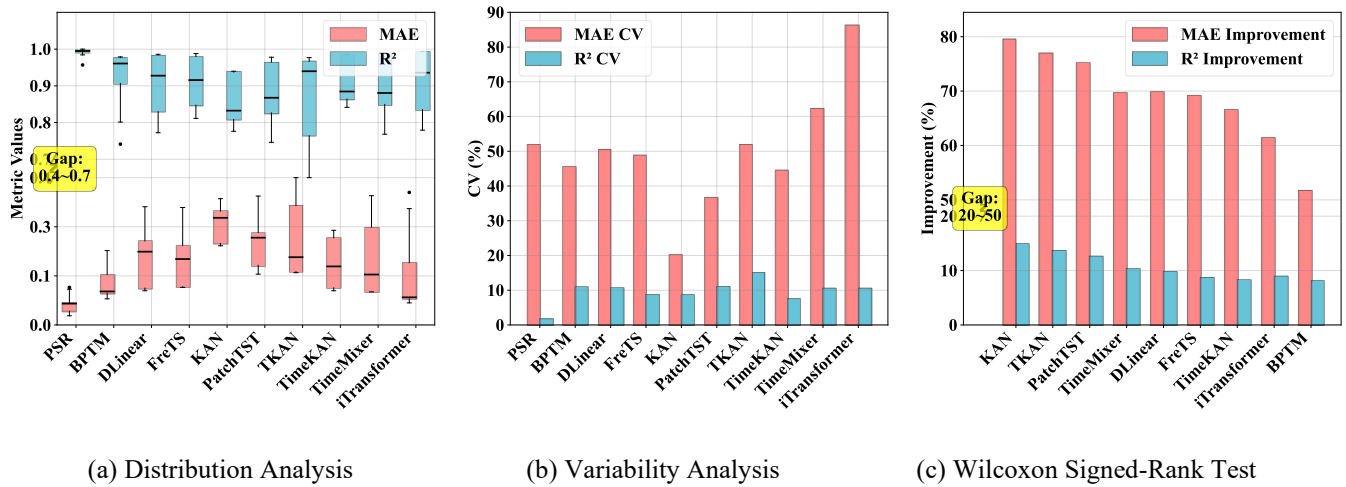 MAE
R²
Metric Values
1.0
0.9
0.8
Gap:
0.4~0.7
0.3
0.1
0.0
PSR
BPTM
DLinear
FreTS
KAN
PatchTST
TKAN
TimeKAN
TimeMixer
iTransformer
(a) Distribution Analysis
MAE CV
R² CV
CV (%)
90
80
70
60
50
40
30
20
10
0
PSR
BPTM
DLinear
FreTS
KAN
PatchTST
TKAN
TimeKAN
TimeMixer
iTransformer
(b) Variability Analysis
MAE Improvement
R² Improvement
Improvement (%)
80
70
60
50
20
Gap:
20~50
10
0
KAN
TKAN
PatchTST
TimeMixer
DLinear
FreTS
TimeKAN
iTransformer
BPTM
(c) Wilcoxon Signed-Rank Test